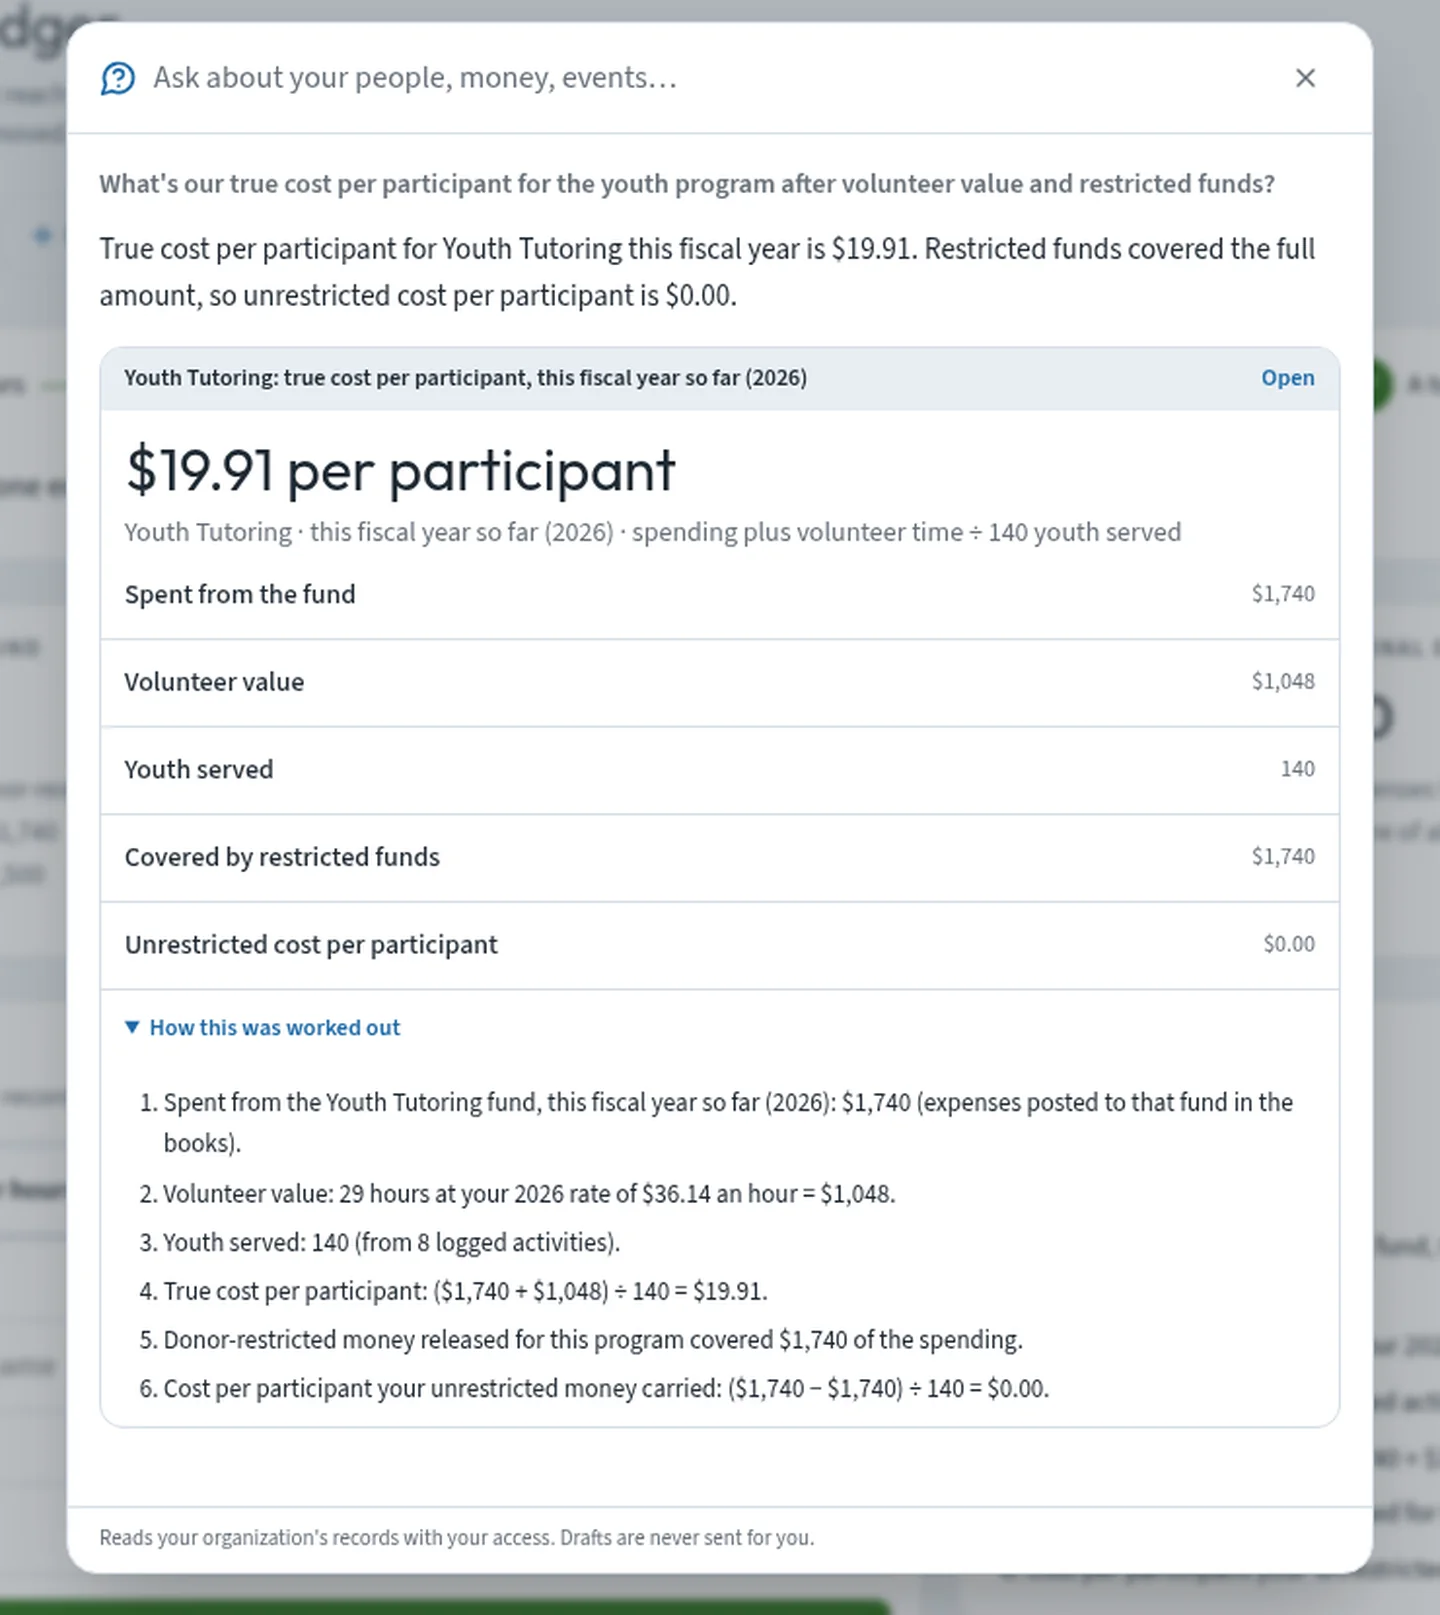 Ask about your people, money, events…
What's our true cost per participant for the youth program after volunteer value and restricted funds?
True cost per participant for Youth Tutoring this fiscal year is $19.91. Restricted funds covered the full
amount, so unrestricted cost per participant is $0.00.
Youth Tutoring: true cost per participant, this fiscal year so far (2026)
Open
$19.91 per participant
Youth Tutoring · this fiscal year so far (2026) · spending plus volunteer time ÷ 140 youth served
Spent from the fund
$1,740
Volunteer value
$1,048
Youth served
140
Covered by restricted funds
$1,740
Unrestricted cost per participant
$0.00
▼ How this was worked out
1. Spent from the Youth Tutoring fund, this fiscal year so far (2026): $1,740 (expenses posted to that fund in the
books).
2. Volunteer value: 29 hours at your 2026 rate of $36.14 an hour = $1,048.
3. Youth served: 140 (from 8 logged activities).
4. True cost per participant: ($1,740 + $1,048) ÷ 140 = $19.91.
5. Donor-restricted money released for this program covered $1,740 of the spending.
6. Cost per participant your unrestricted money carried: ($1,740 − $1,740) ÷ 140 = $0.00.
Reads your organization's records with your access. Drafts are never sent for you.